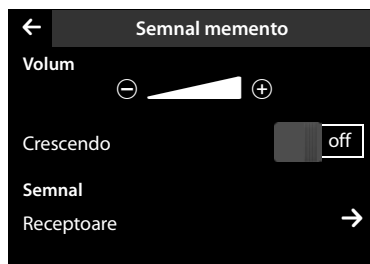 Semnal memento
Volum
Crescendo
off
Semnal
Receptoare